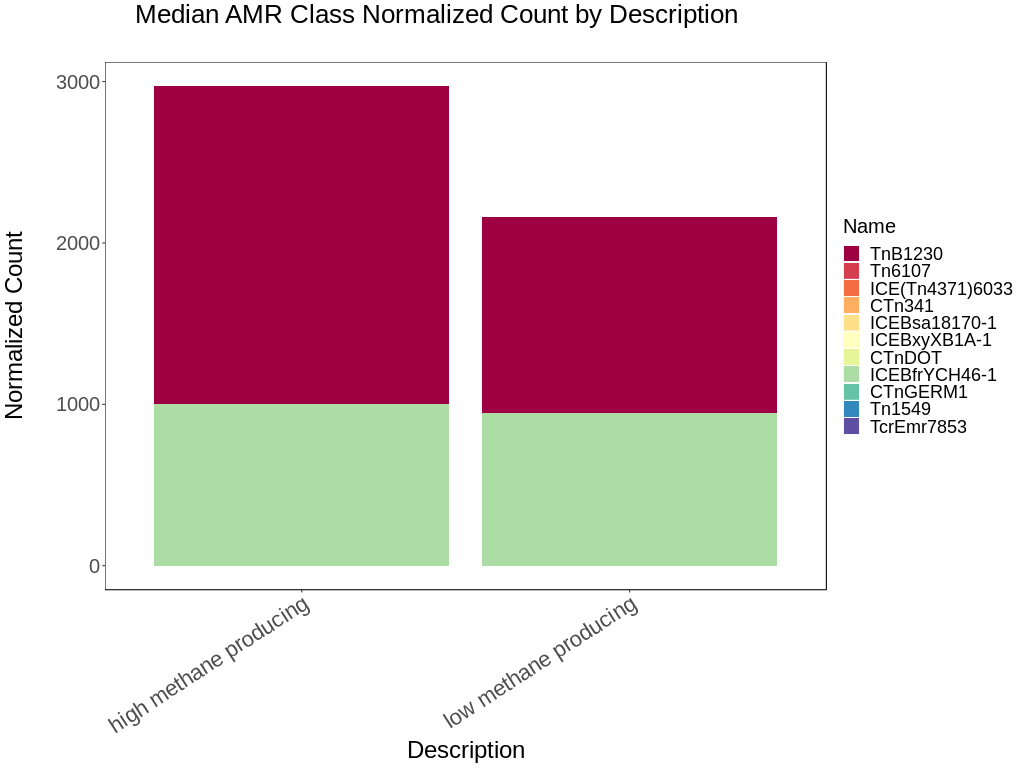 Median AMR Class Normalized Count by Description
Normalized Count
3000
2000
1000
0
high methane producing
low methane producing
Description
Name
TnB1230
Tn6107
ICE(Tn4371)6033
CTn341
ICEBsa18170-1
ICEBxyXB1A-1
CTnDOT
ICEBfrYCH46-1
CTnGERM1
Tn1549
TcrEmr7853